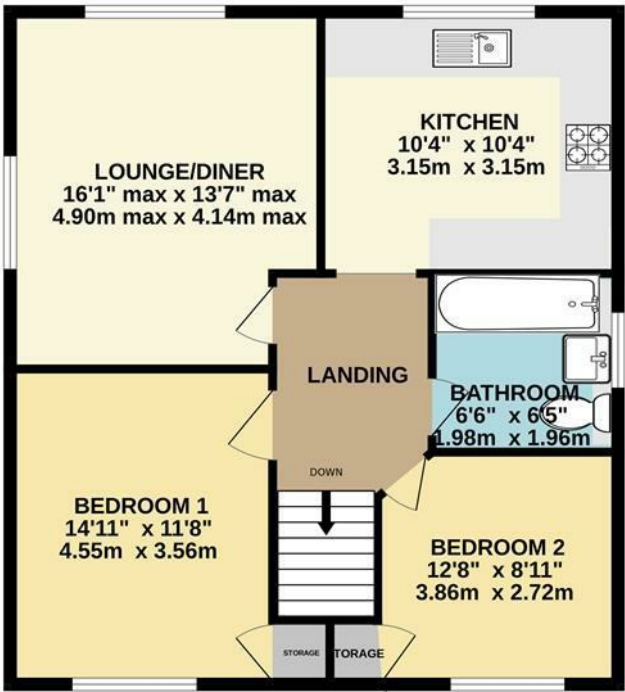 KITCHEN
10'4" x 10'4"
3.15m x 3.15m
LOUNGE/DINER
16'1" max x 13'7" max
4.90m max x 4.14m max
LANDING
BATHROOM
6'6" x 6'5"
1.98m x 1.96m
DOWN
BEDROOM 1
14'11" x 11'8"
4.55m x 3.56m
BEDROOM 2
12'8" x 8'11"
3.86m x 2.72m
STORAGE
TORAGE